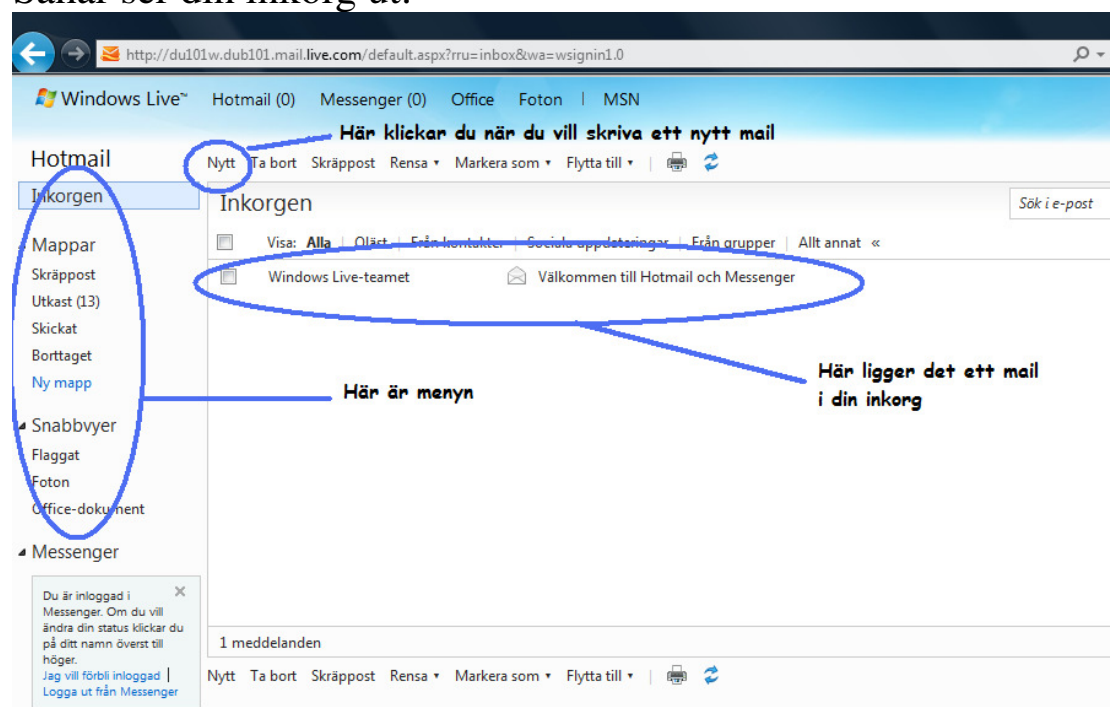 Sånär ser din inkorg ut.
http://du101w.dub101.mail.live.com/default.aspx?rru=inbox&wa=wsignin1.0
Windows Live™ Hotmail (0) Messenger (0) Office Foton | MSN
Här klickar du när du vill skriva ett nytt mail
Hotmail
Nytt Ta bort Skräppost Rensa Markera som Flytta till
Inkorgen
Inkorgen
Sök i e-post
Visa: Alla Oläst Från kontakter Sociala uppdateringar Från grupper Allt annat «
Windows Live-teamet Välkommen till Hotmail och Messenger
Mappar
Skräppost
Utkast (13)
Skickat
Borttaget
Ny mapp
Här är menyn
Här ligger det ett mail
i din inkorg
Snabbvyer
Flaggat
Foton
Office-dokument
Messenger
Du är inloggad i
Messenger. Om du vill
ändra din status klickar du
på ditt namn överst till
höger.
Jag vill förbli inloggad |
Logga ut från Messenger
1 meddelanden
Nytt Ta bort Skräppost Rensa Markera som Flytta till